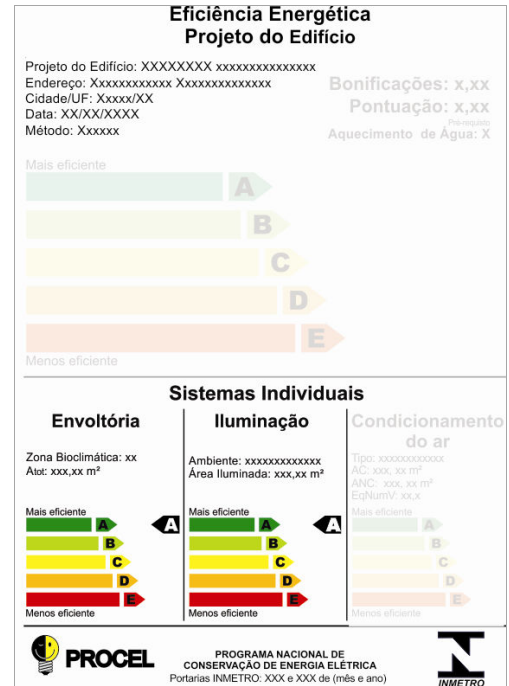 Eficiência Energética
Projeto do Edifício
Projeto do Edifício: XXXXXXXX xxxxxxxxxxxxxxx
Endereço: Xxxxxxxxxxxx Xxxxxxxxxxxxxx
Cidade/UF: Xxxxx/XX
Data: XX/XX/XXXX
Método: Xxxxxx
Bonificações: x,xx
Pontuação: x,xx
Pré-requisito
Aquecimento de Água: X
Mais eficiente
A
B
C
D
E
Menos eficiente
Sistemas Individuais
Envoltória
Zona Bioclimática: xx
Atot: xxx,xx m²
Mais eficiente
A A
B
C
D
E
Menos eficiente
Iluminação
Ambiente: xxxxxxxxxxxxx
Área Iluminada: xxx,xx m²
Mais eficiente
A A
B
C
D
E
Menos eficiente
Condicionamento
do ar
Tipo: xxxxxxxxxxxx
AC: xxx, xx m²
ANC: xxx, xx m²
EqNumV: xx,x
Mais eficiente
A
B
C
D
E
Menos eficiente
PROCEL
PROGRAMA NACIONAL DE
CONSERVAÇÃO DE ENERGIA ELÉTRICA
Portarias INMETRO: XXX e XXX de (mês e ano)
INMETRO